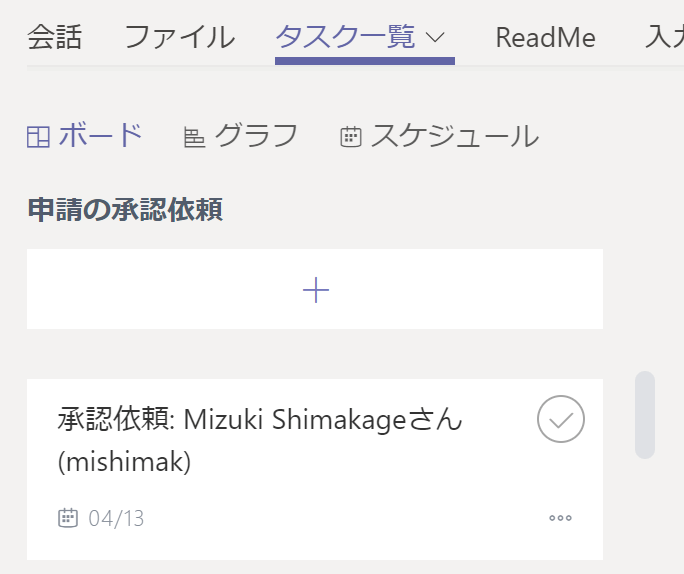 会話 ファイル タスク一覧 ReadMe 入力
ボード グラフ スケジュール
申請の承認依頼
承認依頼: Mizuki Shimakageさん
(mishimak)
04/13